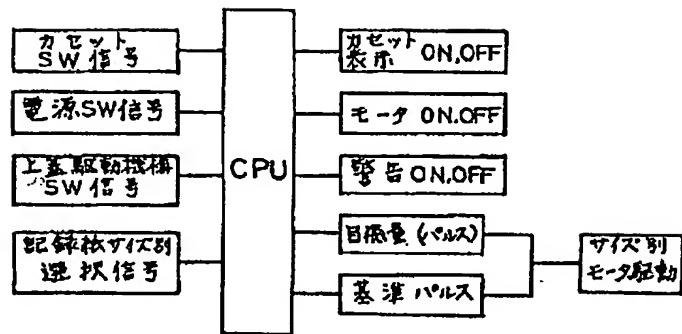 カセット
SW信号
電源SW信号
上蓋駆動機構
SW信号
記録紙サイズ別
選択信号
CPU
カセット
表示 ON,OFF
モータ ON,OFF
警告 ON,OFF
目標量(パルス)
基準パルス
サイズ別
モータ駆動